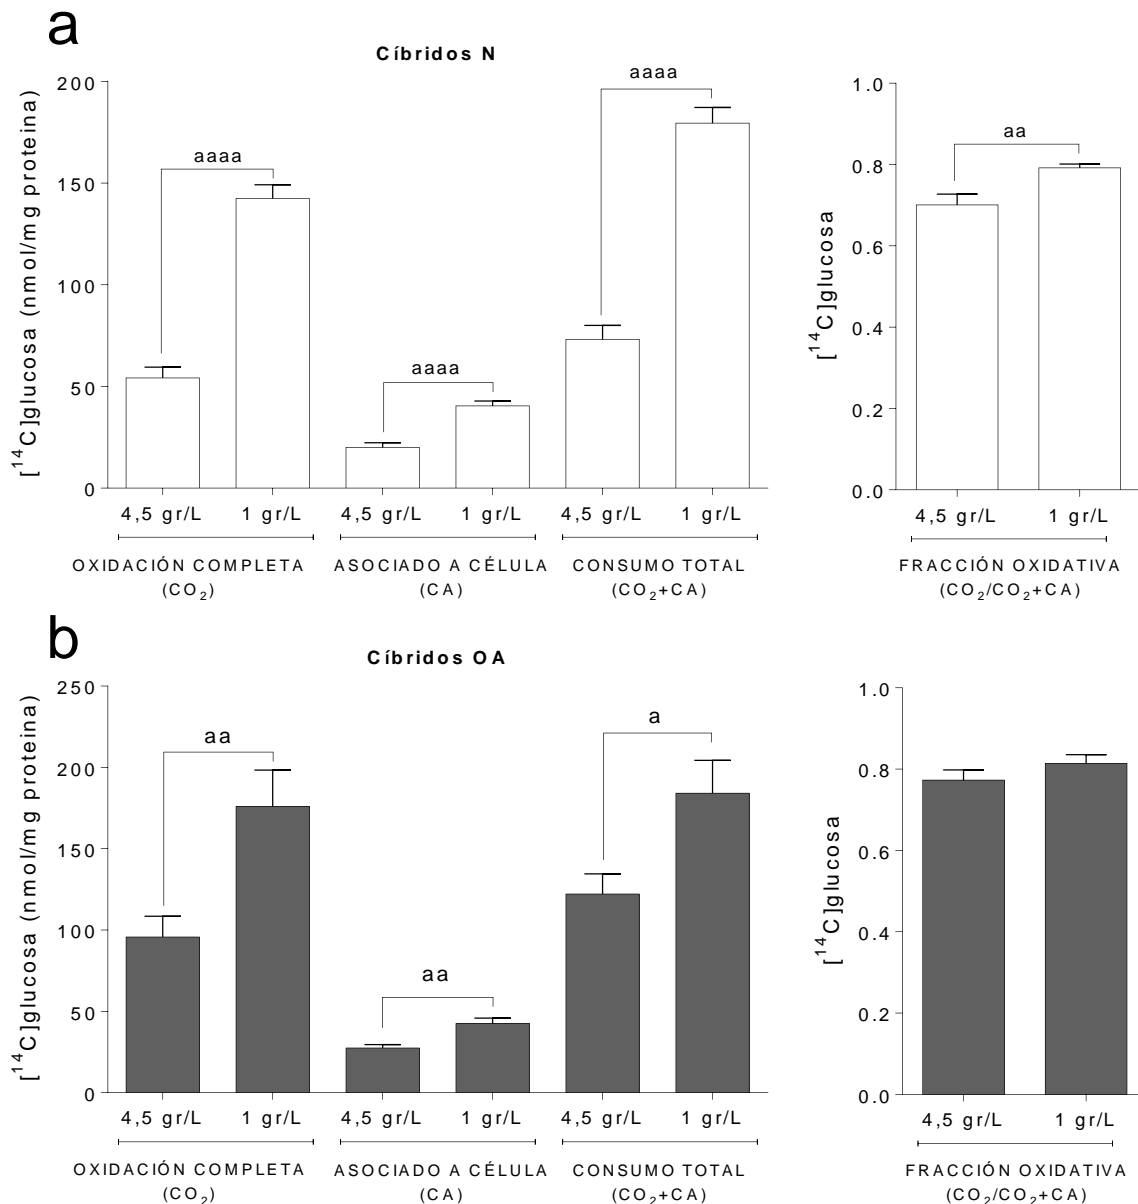 a
Cíbridos N
[14C]glucosa (nmol/mg proteina)
200
150
100
50
0
aaaa
aaaa
aaaa
4,5 gr/L 1 gr/L 4,5 gr/L 1 gr/L 4,5 gr/L 1 gr/L
OXIDACIÓN COMPLETA ASOCIADO A CÉLULA CONSUMO TOTAL
(CO2) (CA) (CO2+CA)
[14C]glucosa
1.0
0.8
0.6
0.4
0.2
0.0
aa
4,5 gr/L 1 gr/L
FRACCIÓN OXIDATIVA
(CO2/CO2+CA)
b
Cíbridos OA
[14C]glucosa (nmol/mg proteina)
250
200
150
100
50
0
aa
aa
a
4,5 gr/L 1 gr/L 4,5 gr/L 1 gr/L 4,5 gr/L 1 gr/L
OXIDACIÓN COMPLETA ASOCIADO A CÉLULA CONSUMO TOTAL
(CO2) (CA) (CO2+CA)
[14C]glucosa
1.0
0.8
0.6
0.4
0.2
0.0
4,5 gr/L 1 gr/L
FRACCIÓN OXIDATIVA
(CO2/CO2+CA)